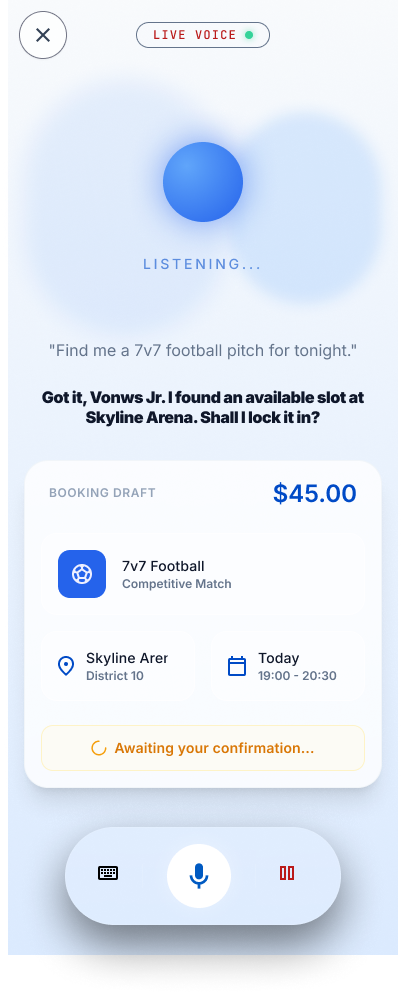 LIVE VOICE
LISTENING...
"Find me a 7v7 football pitch for tonight."
Got it, Vonws Jr. I found an available slot at
Skyline Arena. Shall I lock it in?
BOOKING DRAFT
$45.00
7v7 Football
Competitive Match
Skyline Arer
District 10
Today
19:00 - 20:30
Awaiting your confirmation...